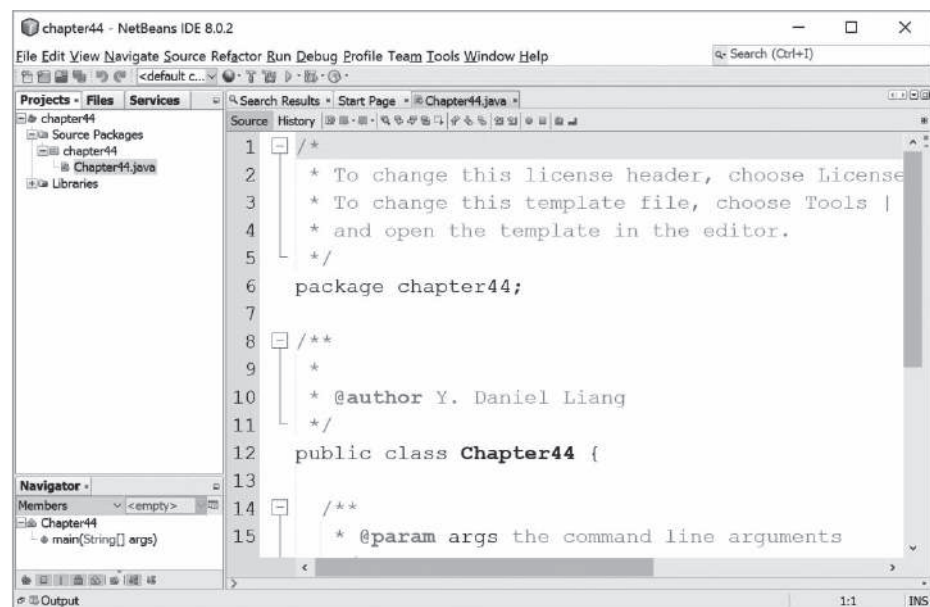 chapter44 - NetBeans IDE 8.0.2
File Edit View Navigate Source Refactor Run Debug Profile Team Tools Window Help
Search (Ctrl+I)
<default c...
Projects Files Services
chapter44
Source Packages
chapter44
Chapter44.java
Libraries
Search Results Start Page Chapter44.java
Source History
1 /*
2 * To change this license header, choose License
3 * To change this template file, choose Tools |
4 * and open the template in the editor.
5 */
6 package chapter44;
7
8 /**
9 *
10 * @author Y. Daniel Liang
11 */
12 public class Chapter44 {
13
14 /**
15 * @param args the command line arguments
Navigator
Members <empty>
Chapter44
main(String[] args)
Output
1:1 INS